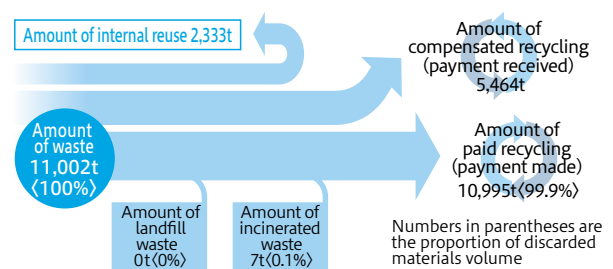 Amount of internal reuse 2,333t
Amount of
compensated recycling
(payment received)
5,464t
Amount
of waste
11,002t
〈100%〉
Amount of
paid recycling
(payment made)
10,995t〈99.9%〉
Amount of
landfill
waste
0t〈0%〉
Amount of
incinerated
waste
7t〈0.1%〉
Numbers in parentheses are
the proportion of discarded
materials volume